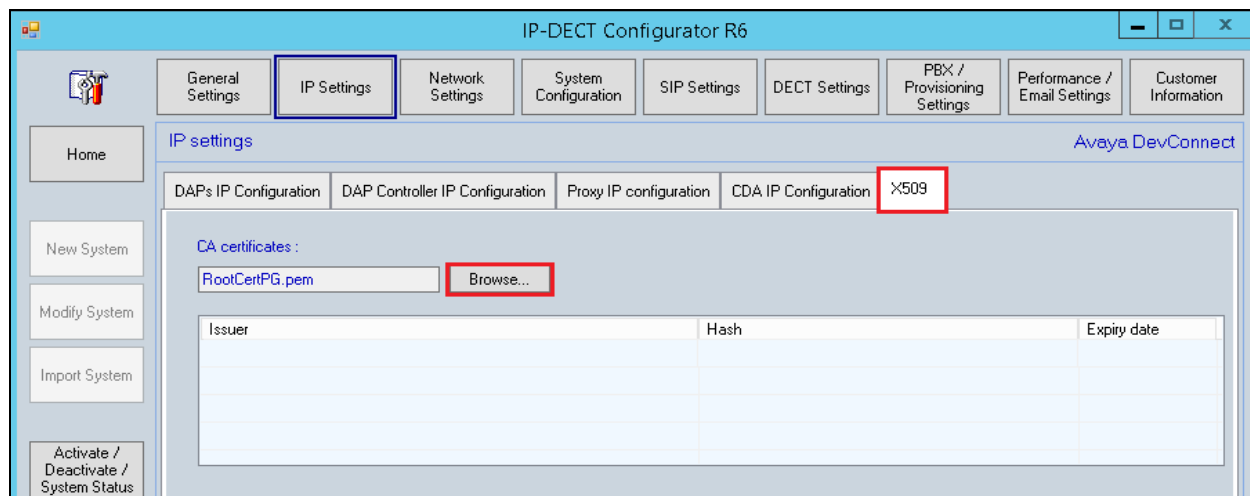 IP-DECT Configurator R6
General
Settings
IP Settings
Network
Settings
System
Configuration
SIP Settings
DECT Settings
PBX /
Provisioning
Settings
Performance /
Email Settings
Customer
Information
Home
New System
Modify System
Import System
Activate /
Deactivate /
System Status
IP settings
Avaya DevConnect
DAPs IP Configuration
DAP Controller IP Configuration
Proxy IP configuration
CDA IP Configuration
X509
CA certificates :
RootCertPG.pem
Browse...
Issuer
Hash
Expiry date